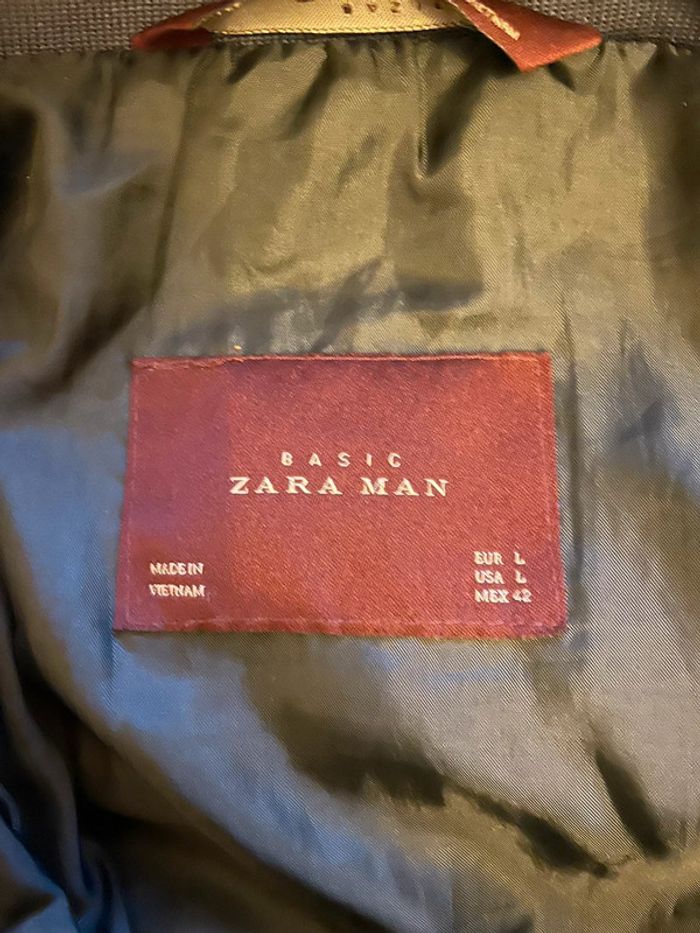 BASIC
ZARA MAN
MADE IN
VIETNAM
EUR L
USA L
MEX 42